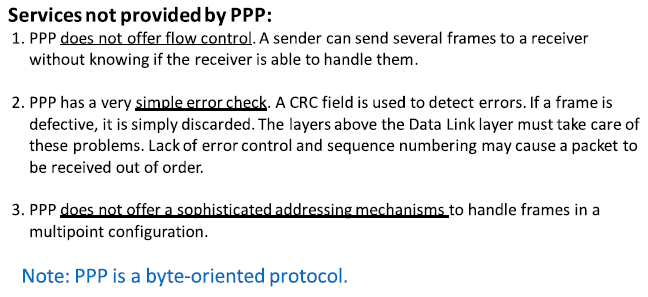 Services not provided by PPP:
1. PPP does not offer flow control. A sender can send several frames to a receiver
without knowing if the receiver is able to handle them.
2. PPP has a very simple error check. A CRC field is used to detect errors. If a frame is
defective, it is simply discarded. The layers above the Data Link layer must take care of
these problems. Lack of error control and sequence numbering may cause a packet to
be received out of order.
3. PPP does not offer a sophisticated addressing mechanisms to handle frames in a
multipoint configuration.
Note: PPP is a byte-oriented protocol.